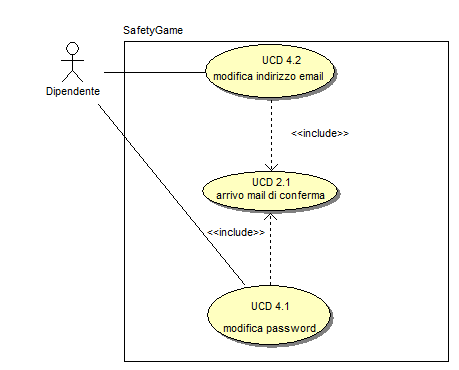 SafetyGame
UCD 4.2
modifica indirizzo email
Dipendente
<<include>>
UCD 2.1
arrivo mail di conferma
<<include>>
UCD 4.1
modifica password